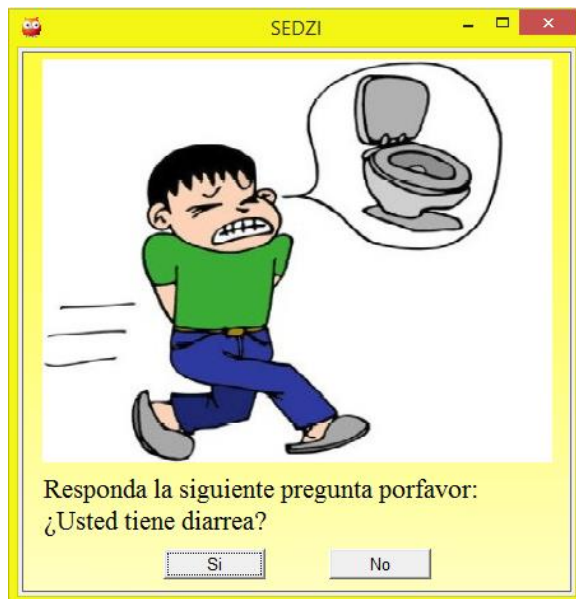 SEDZI
Responda la siguiente pregunta porfavor:
¿Usted tiene diarrea?
Si
No